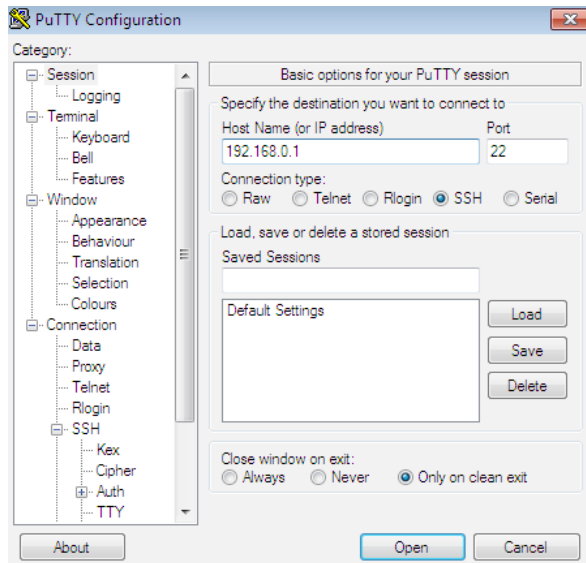 PuTTY Configuration
Category:
Session
Logging
Terminal
Keyboard
Bell
Features
Window
Appearance
Behaviour
Translation
Selection
Colours
Connection
Data
Proxy
Telnet
Rlogin
SSH
Kex
Cipher
Auth
TTY
Basic options for your PuTTY session
Specify the destination you want to connect to
Host Name (or IP address) Port
192.168.0.1 22
Connection type:
Raw Telnet Rlogin SSH Serial
Load, save or delete a stored session
Saved Sessions
Default Settings
Load
Save
Delete
Close window on exit:
Always Never Only on clean exit
About Open Cancel